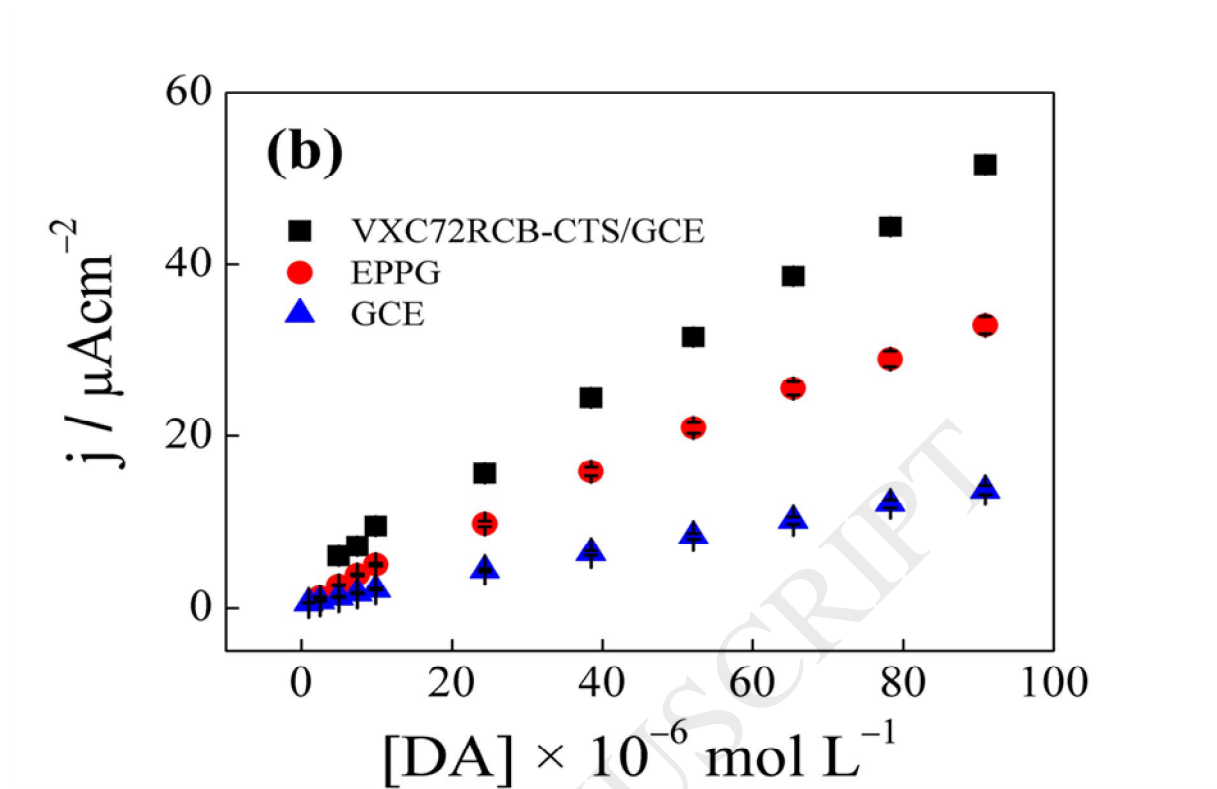 60
(b)
VXC72RCB-CTS/GCE
EPPG
GCE
40
20
0
j / μAcm⁻²
0 20 40 60 80 100
[DA] × 10⁻⁶ mol L⁻¹
USCRIPT